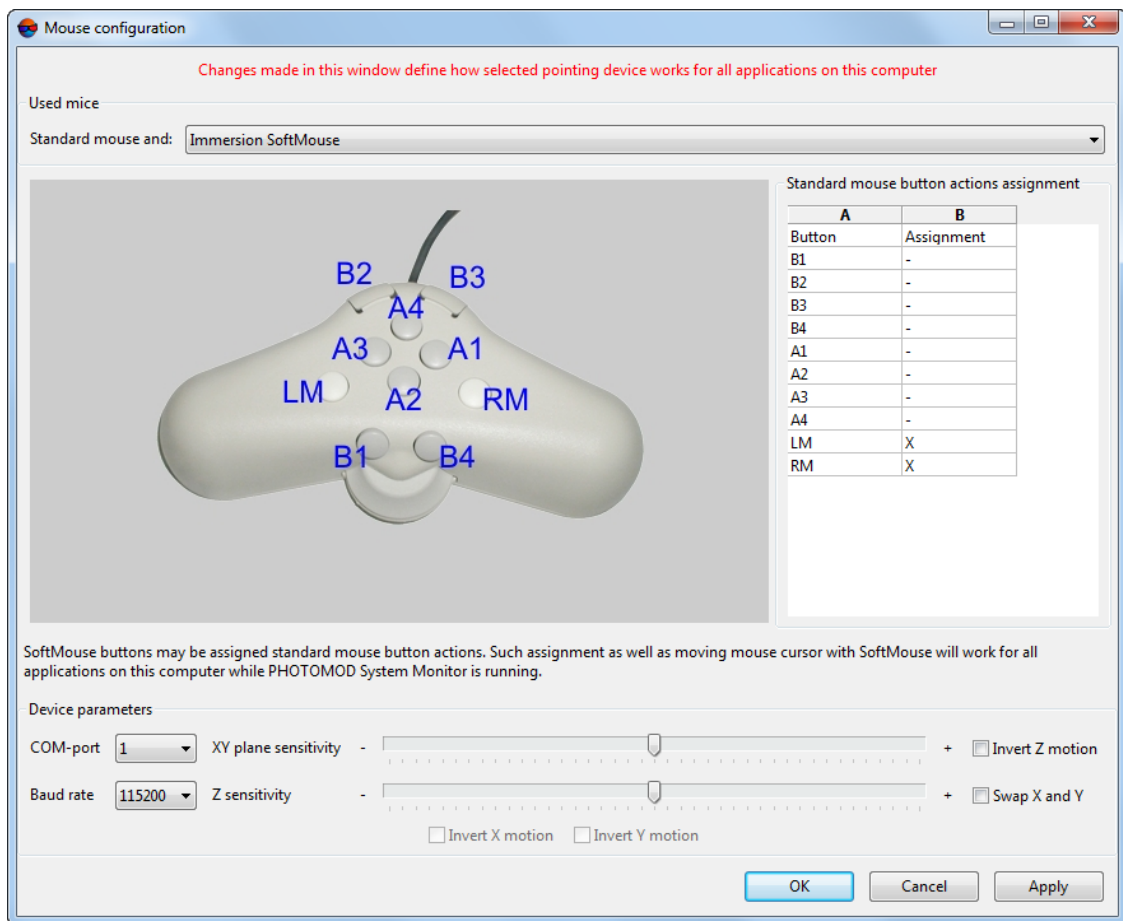 Mouse configuration
Changes made in this window define how selected pointing device works for all applications on this computer
Used mice
Standard mouse and: Immersion SoftMouse
Standard mouse button actions assignment
A B
Button Assignment
B1 -
B2 -
B3 -
B4 -
A1 -
A2 -
A3 -
A4 -
LM X
RM X
B2 B3
A4
A3 A1
LM A2 RM
B1 B4
SoftMouse buttons may be assigned standard mouse button actions. Such assignment as well as moving mouse cursor with SoftMouse will work for all
applications on this computer while PHOTOMOD System Monitor is running.
Device parameters
COM-port 1 XY plane sensitivity - + Invert Z motion
Baud rate 115200 Z sensitivity - + Swap X and Y
Invert X motion Invert Y motion
OK Cancel Apply